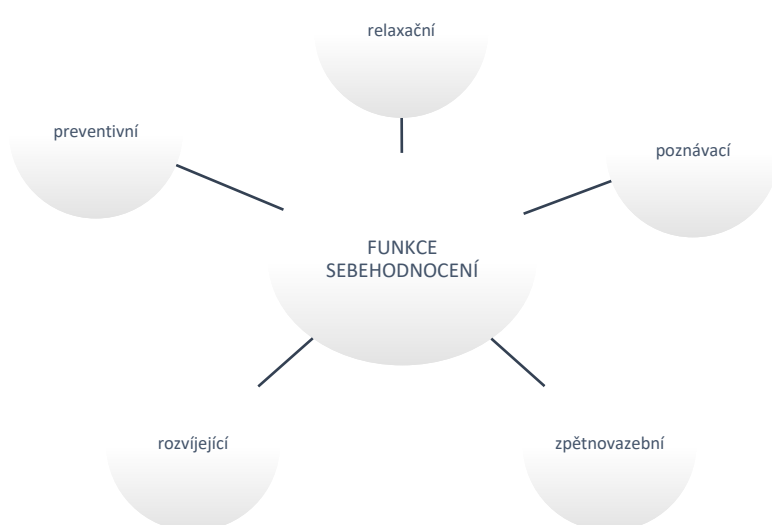 relaxační
preventivní
poznávací
FUNKCE
SEBEHODNOCENÍ
rozvíjející
zpětnovazební